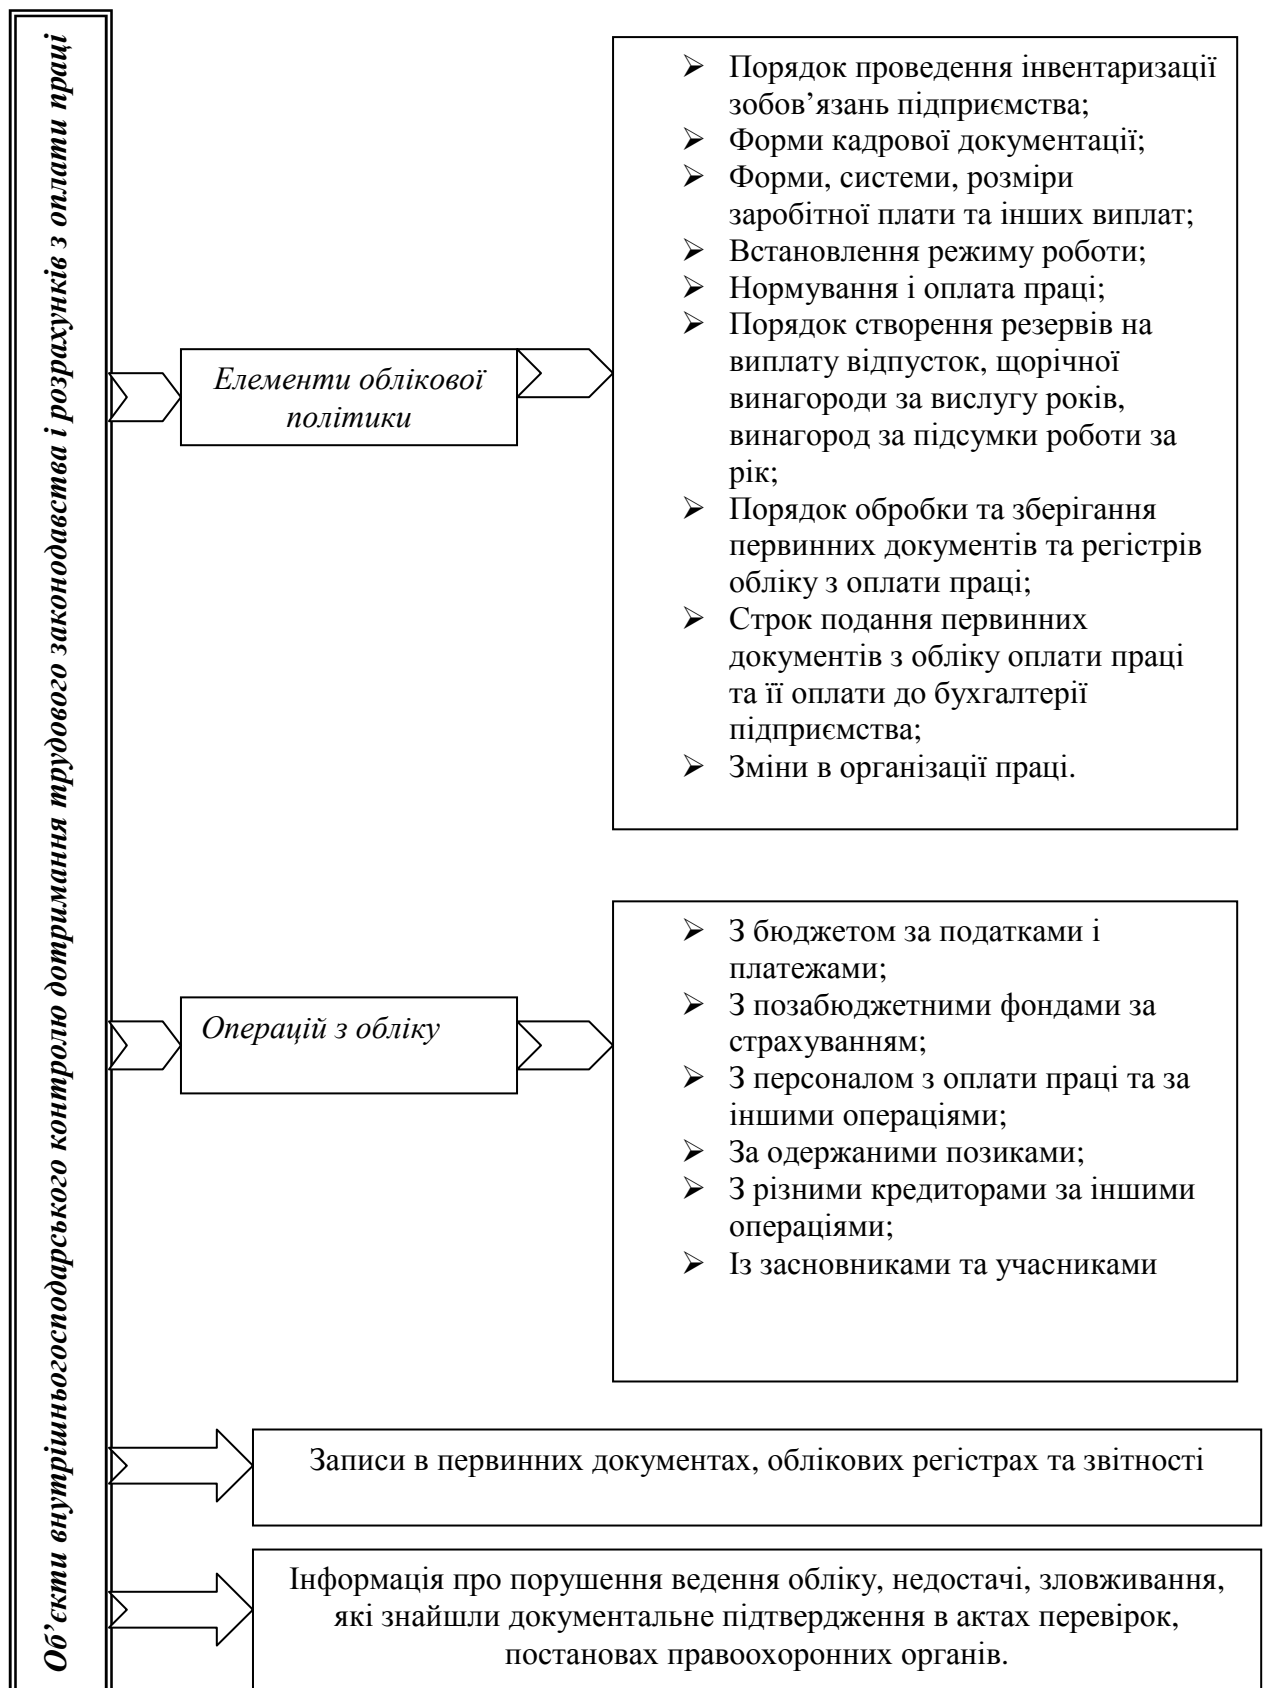 Об’єкти внутрішньогосподарського контролю дотримання трудового законодавства і розрахунків з оплати праці
Елементи облікової
політики
➢ Порядок проведення інвентаризації
зобов’язань підприємства;
➢ Форми кадрової документації;
➢ Форми, системи, розміри
заробітної плати та інших виплат;
➢ Встановлення режиму роботи;
➢ Нормування і оплата праці;
➢ Порядок створення резервів на
виплату відпусток, щорічної
винагороди за вислугу років,
винагород за підсумки роботи за
рік;
➢ Порядок обробки та зберігання
первинних документів та регістрів
обліку з оплати праці;
➢ Строк подання первинних
документів з обліку оплати праці
та її оплати до бухгалтерії
підприємства;
➢ Зміни в організації праці.
Операцій з обліку
➢ З бюджетом за податками і
платежами;
➢ З позабюджетними фондами за
страхуванням;
➢ З персоналом з оплати праці та за
іншими операціями;
➢ За одержаними позиками;
➢ З різними кредиторами за іншими
операціями;
➢ Із засновниками та учасниками
Записи в первинних документах, облікових регістрах та звітності
Інформація про порушення ведення обліку, недостачі, зловживання,
які знайшли документальне підтвердження в актах перевірок,
постановах правоохоронних органів.